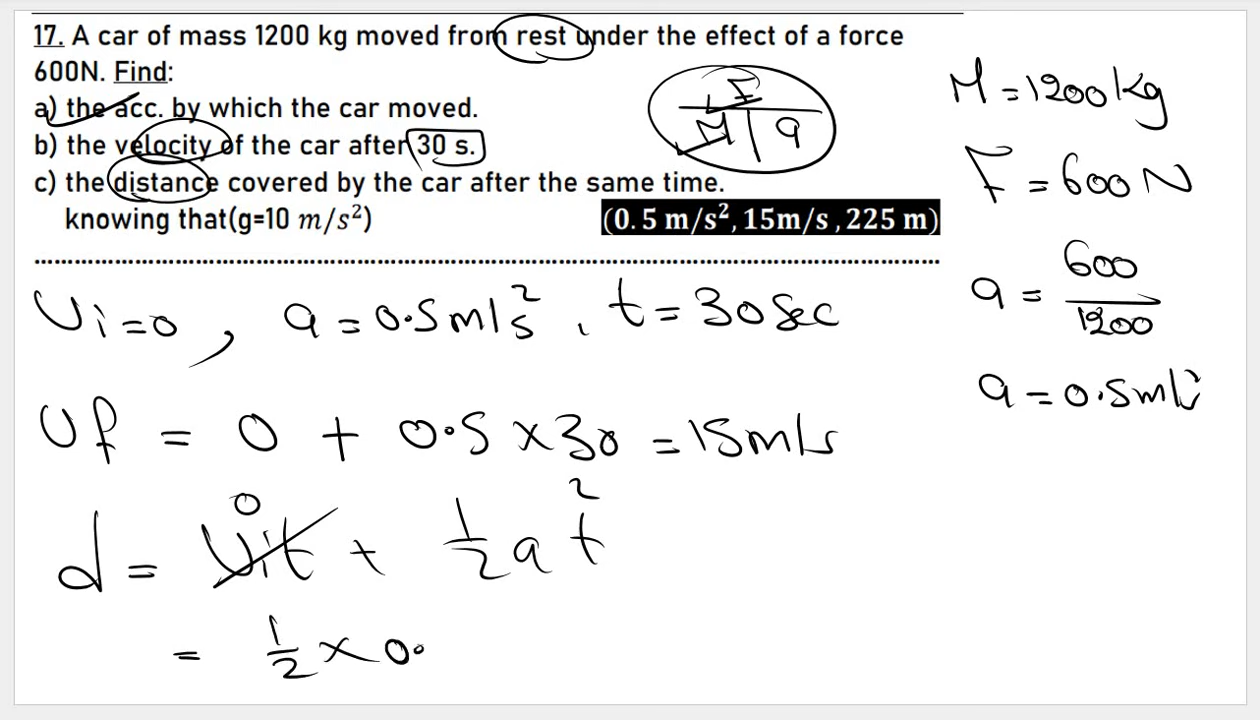 17. A car of mass 1200 kg moved from rest under the effect of a force
600N. Find:
a) the acc. by which the car moved.
b) the velocity of the car after 30 s.
c) the distance covered by the car after the same time.
knowing that(g=10 m/s²)
(0.5 m/s², 15m/s , 225 m)
F
M | a
M = 1200 kg
F = 600 N
a = 600/1200
a = 0.5 m/s²
Vi = 0 , a = 0.5 m/s² , t = 30 sec
Vf = 0 + 0.5 × 30 = 15 m/s
0
d = Vit + 1/2 a t²
= 1/2 × 0.